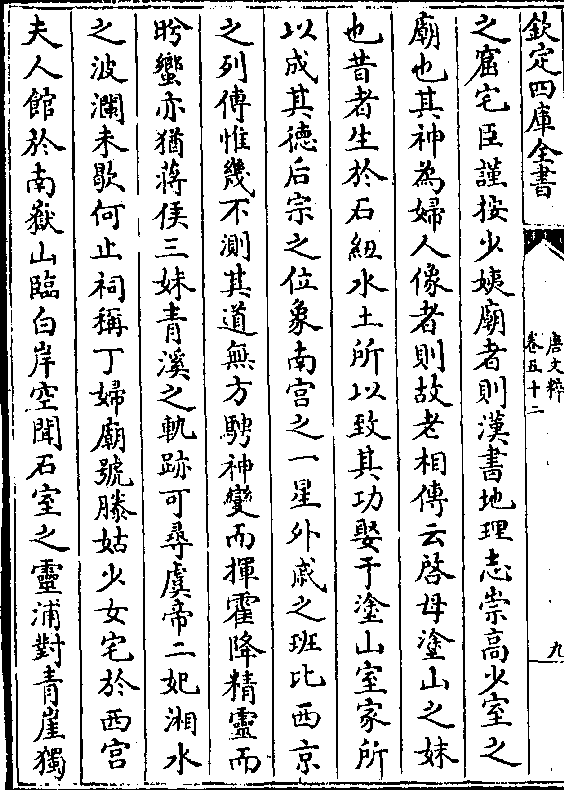 欽定四庫全書
唐文粹
卷五十二
九
之窟宅臣謹按少姨廟者則漢書地理志崇高少室之
廟也其神為婦人像者則故老相傳云啓母塗山之妹
也昔者生於石紐水土所以致其功娶于塗山室家所
以成其德后宗之位象南宫之一星外戚之班比西京
之列傅惟幾不測其道無方騁神變而揮霍降精靈而
肹蠁亦猶蔣侯三妹青溪之軌跡可尋虞帝二妃湘水
之波瀾未歇何止祠稱丁婦廟號滕姑少女宅於西宫
夫人館於南嶽山臨白岸空聞石室之靈浦對青崖獨